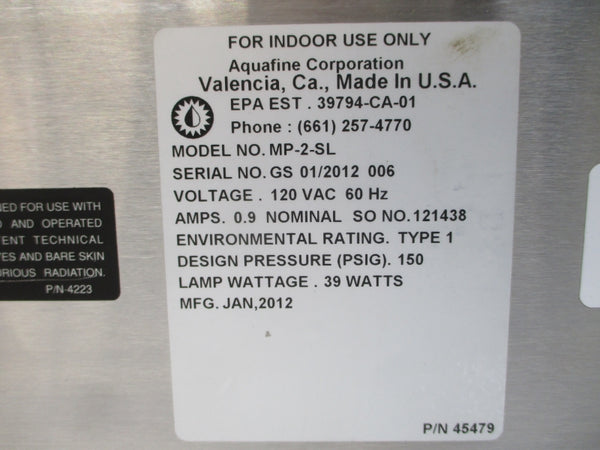 FOR INDOOR USE ONLY
Aquafine Corporation
Valencia, Ca., Made In U.S.A.
EPA EST . 39794-CA-01
Phone : (661) 257-4770
MODEL NO. MP-2-SL
SERIAL NO. GS 01/2012 006
VOLTAGE . 120 VAC 60 Hz
AMPS. 0.9 NOMINAL SO NO. 121438
ENVIRONMENTAL RATING. TYPE 1
DESIGN PRESSURE (PSIG). 150
LAMP WATTAGE . 39 WATTS
MFG. JAN,2012
P/N 45479
FOR USE WITH
AND OPERATED
TECHNICAL
AND BARE SKIN
RADIATION.
P/N-4223